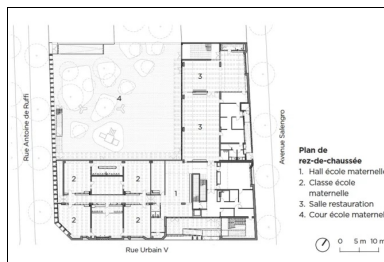 4
3
3
Rue Antoine de Ruffi
Avenue Salengro
2
2
1
2
2
Rue Urbain V
Plan de
rez-de-chaussée
1. Hall école maternelle
2. Classe école
maternelle
3. Salle restauration
4. Cour école maternel
0 5 m 10 m